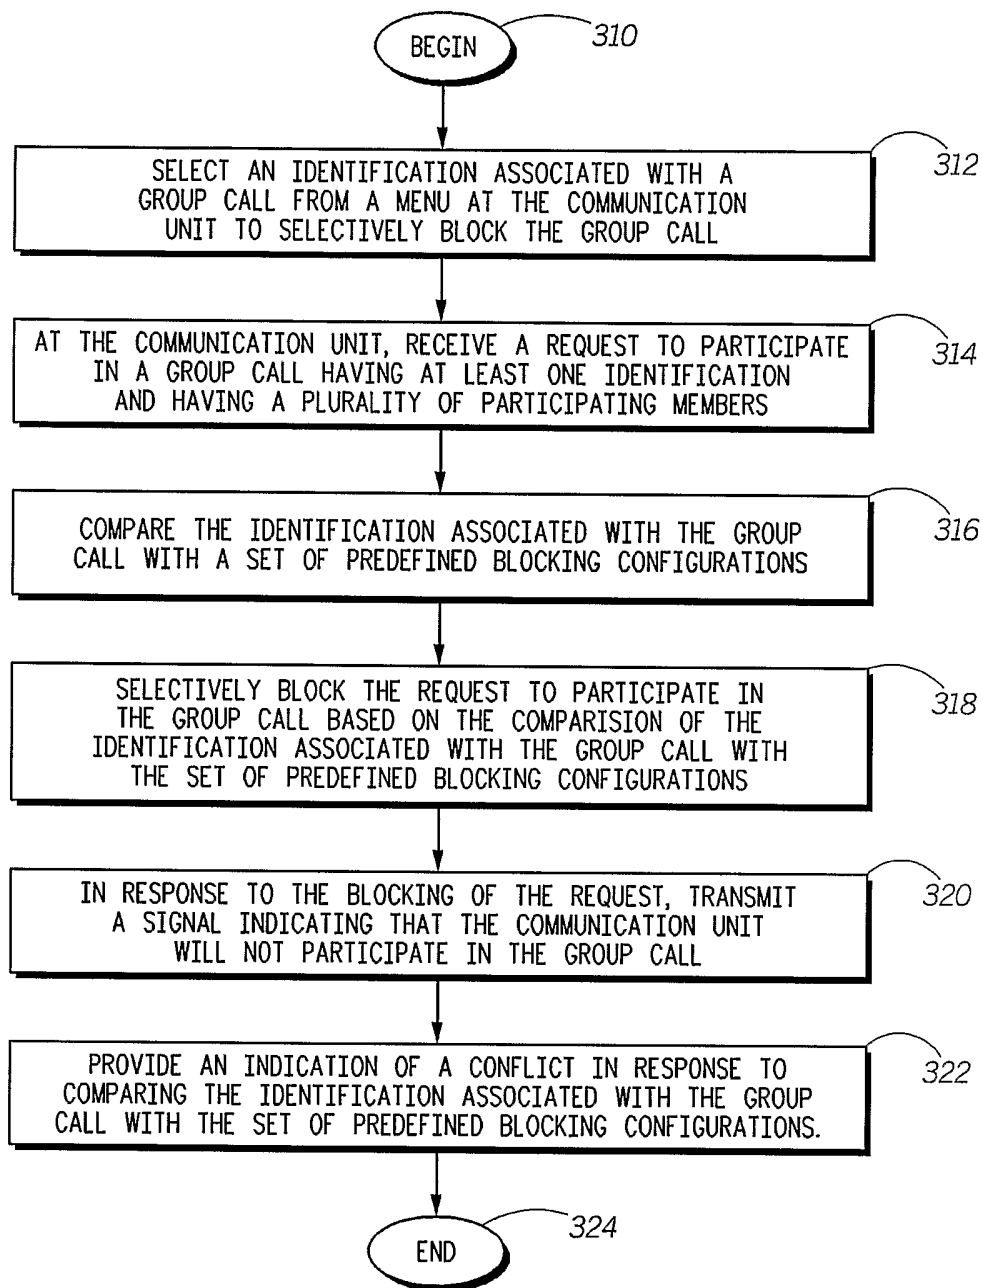 BEGIN
310
SELECT AN IDENTIFICATION ASSOCIATED WITH A
GROUP CALL FROM A MENU AT THE COMMUNICATION
UNIT TO SELECTIVELY BLOCK THE GROUP CALL
312
AT THE COMMUNICATION UNIT, RECEIVE A REQUEST TO PARTICIPATE
IN A GROUP CALL HAVING AT LEAST ONE IDENTIFICATION
AND HAVING A PLURALITY OF PARTICIPATING MEMBERS
314
COMPARE THE IDENTIFICATION ASSOCIATED WITH THE GROUP
CALL WITH A SET OF PREDEFINED BLOCKING CONFIGURATIONS
316
SELECTIVELY BLOCK THE REQUEST TO PARTICIPATE IN
THE GROUP CALL BASED ON THE COMPARISION OF THE
IDENTIFICATION ASSOCIATED WITH THE GROUP CALL WITH
THE SET OF PREDEFINED BLOCKING CONFIGURATIONS
318
IN RESPONSE TO THE BLOCKING OF THE REQUEST, TRANSMIT
A SIGNAL INDICATING THAT THE COMMUNICATION UNIT
WILL NOT PARTICIPATE IN THE GROUP CALL
320
PROVIDE AN INDICATION OF A CONFLICT IN RESPONSE TO
COMPARING THE IDENTIFICATION ASSOCIATED WITH THE GROUP
CALL WITH THE SET OF PREDEFINED BLOCKING CONFIGURATIONS.
322
END
324